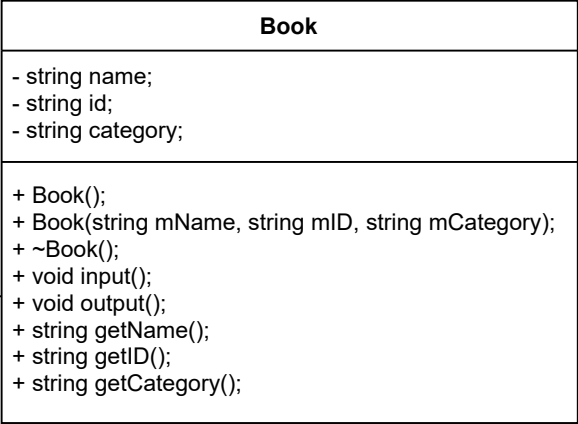 Book
- string name;
- string id;
- string category;
+ Book();
+ Book(string mName, string mID, string mCategory);
+ ~Book();
+ void input();
+ void output();
+ string getName();
+ string getID();
+ string getCategory();